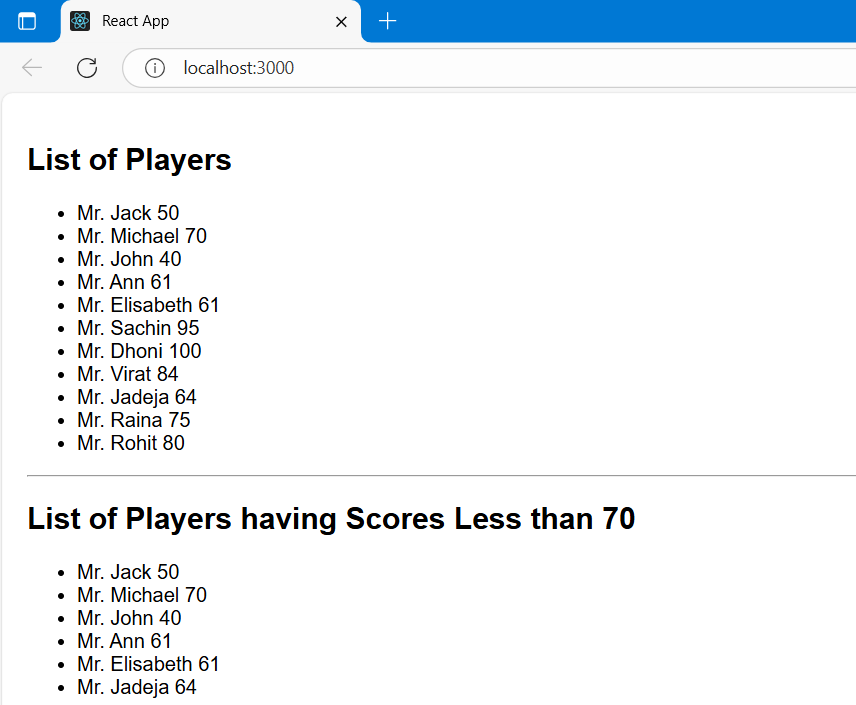 React App
localhost:3000
List of Players
Mr. Jack 50
Mr. Michael 70
Mr. John 40
Mr. Ann 61
Mr. Elisabeth 61
Mr. Sachin 95
Mr. Dhoni 100
Mr. Virat 84
Mr. Jadeja 64
Mr. Raina 75
Mr. Rohit 80
List of Players having Scores Less than 70
Mr. Jack 50
Mr. Michael 70
Mr. John 40
Mr. Ann 61
Mr. Elisabeth 61
Mr. Jadeja 64